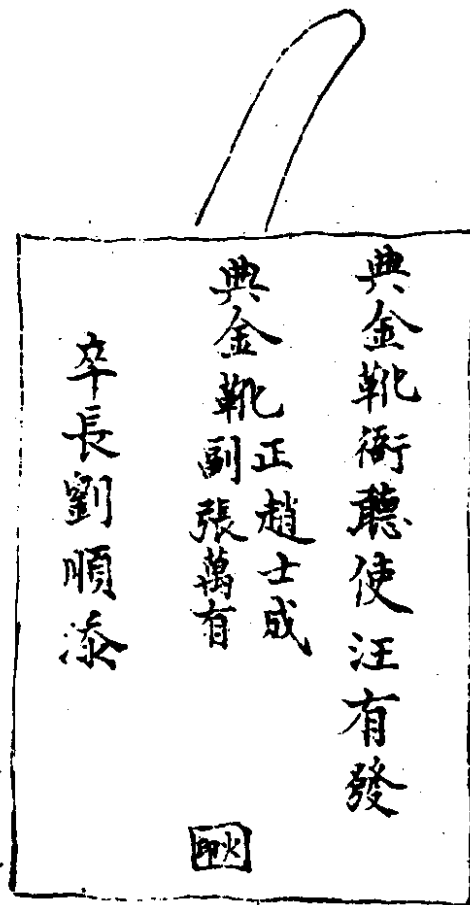 典金靴衙聽使汪有發
典金靴正趙士成
副張萬有
卒長劉順添
火印